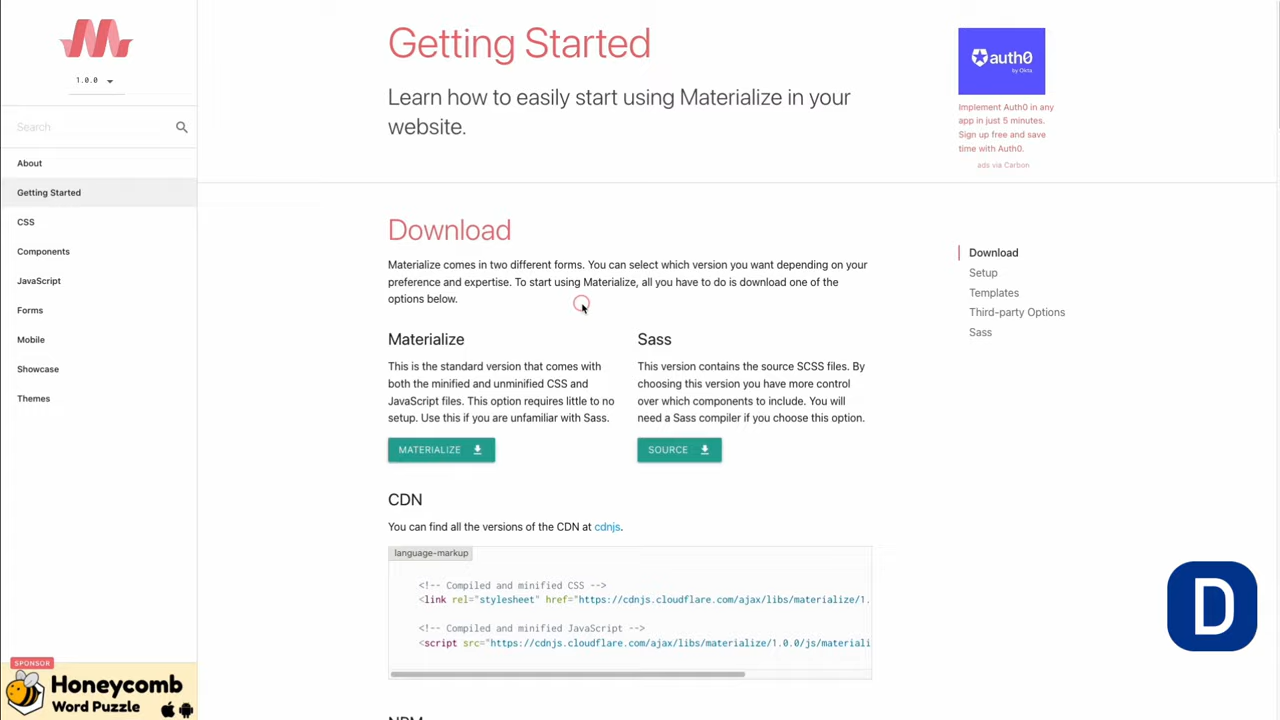 1.0.0
Search
About
Getting Started
CSS
Components
JavaScript
Forms
Mobile
Showcase
Themes
SPONSOR
Honeycomb
Word Puzzle
Getting Started
Learn how to easily start using Materialize in your
website.
auth0
by Okta
Implement Auth0 in any
app in just 5 minutes.
Sign up free and save
time with Auth0.
ads via Carbon
Download
Materialize comes in two different forms. You can select which version you want depending on your
preference and expertise. To start using Materialize, all you have to do is download one of the
options below.
Materialize
This is the standard version that comes with
both the minified and unminified CSS and
JavaScript files. This option requires little to no
setup. Use this if you are unfamiliar with Sass.
MATERIALIZE
Sass
This version contains the source SCSS files. By
choosing this version you have more control
over which components to include. You will
need a Sass compiler if you choose this option.
SOURCE
CDN
You can find all the versions of the CDN at cdnjs.
language-markup
<!-- Compiled and minified CSS -->
<link rel="stylesheet" href="https://cdnjs.cloudflare.com/ajax/libs/materialize/1.
<!-- Compiled and minified JavaScript -->
<script src="https://cdnjs.cloudflare.com/ajax/libs/materialize/1.0.0/js/materiali
NPM
Download
Setup
Templates
Third-party Options
Sass
D